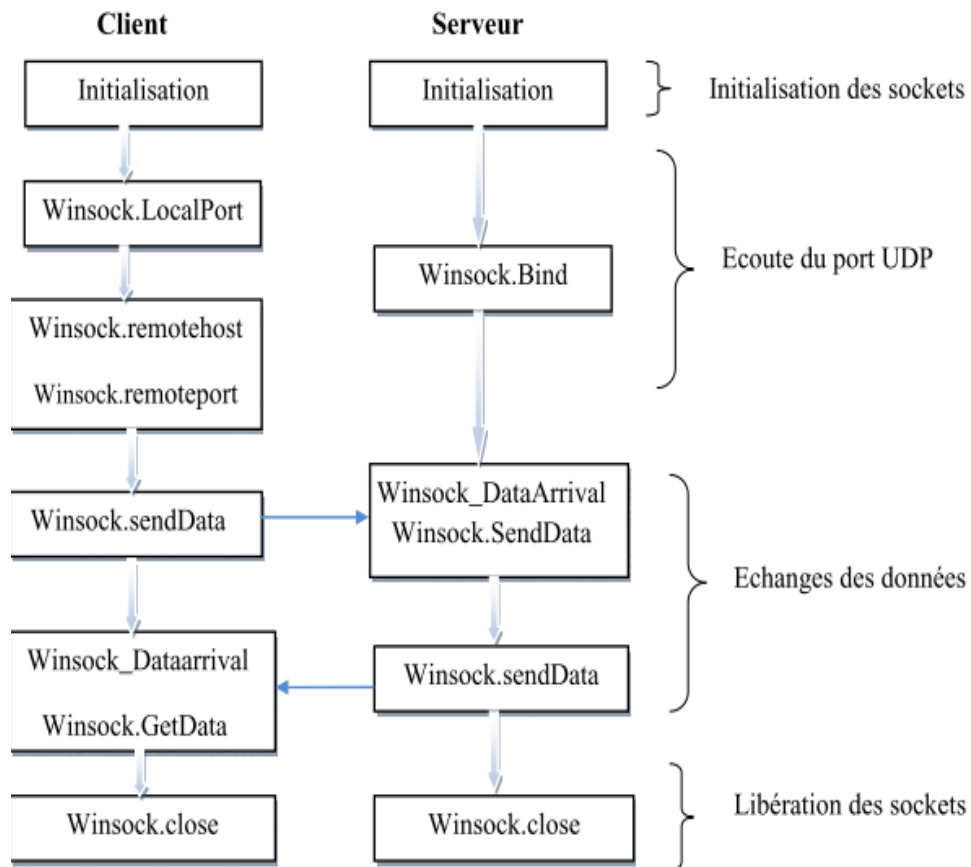 Client
Serveur
Initialisation
Initialisation
Initialisation des sockets
Winsock.LocalPort
Winsock.Bind
Ecoute du port UDP
Winsock.remotehost
Winsock.remoteport
Winsock.sendData
Winsock_DataArrival
Winsock.SendData
Echanges des données
Winsock_Dataarrival
Winsock.GetData
Winsock.sendData
Winsock.close
Winsock.close
Libération des sockets